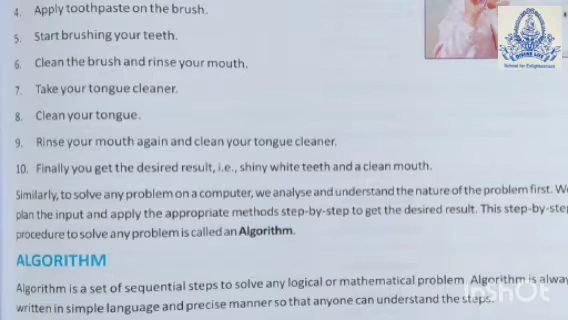 4. Apply toothpaste on the brush.
5. Start brushing your teeth.
6. Clean the brush and rinse your mouth.
7. Take your tongue cleaner.
8. Clean your tongue.
9. Rinse your mouth again and clean your tongue cleaner.
10. Finally you get the desired result, i.e., shiny white teeth and a clean mouth.
Similarly, to solve any problem on a computer, we analyse and understand the nature of the problem first. W
plan the input and apply the appropriate methods step-by-step to get the desired result. This step-by-ste
procedure to solve any problem is called an Algorithm.
ALGORITHM
Algorithm is a set of sequential steps to solve any logical or mathematical problem. Algorithm is alwa
written in simple language and precise manner so that anyone can understand the steps.
DIVINE LIFE
School for Enlightenment
InShOt